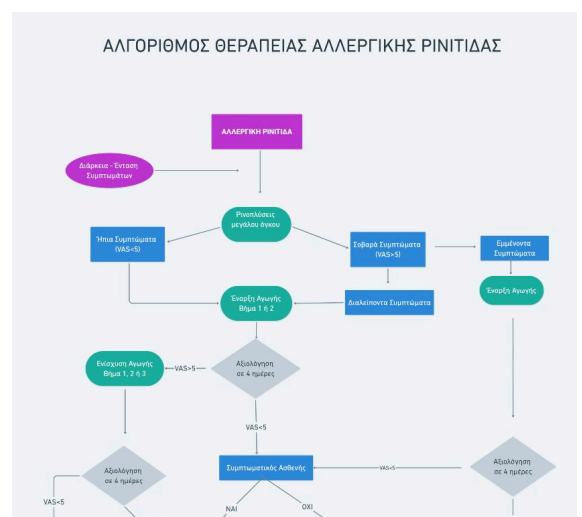 ΑΛΓΟΡΙΘΜΟΣ ΘΕΡΑΠΕΙΑΣ ΑΛΛΕΡΓΙΚΗΣ ΡΙΝΙΤΙΔΑΣ
ΑΛΛΕΡΓΙΚΗ ΡΙΝΙΤΙΔΑ
Διάρκεια - Ένταση
Συμπτωμάτων
Ρινοπλύσεις
μεγάλου όγκου
Ήπια Συμπτώματα
(VAS<5)
Σοβαρά Συμπτώματα
(VAS>5)
Εμμένοντα
Συμπτώματα
Έναρξη Αγωγής
Βήμα 1 ή 2
Διαλείποντα Συμπτώματα
Έναρξη Αγωγής
Ενίσχυση Αγωγής
Βήμα 1, 2 ή 3
VAS>5
Αξιολόγηση
σε 4 ημέρες
VAS<5
Αξιολόγηση
σε 4 ημέρες
Συμπτωματικός Ασθενής
VAS<5
Αξιολόγηση
σε 4 ημέρες
VAS<5
ΝΑΙ
ΟΧΙ